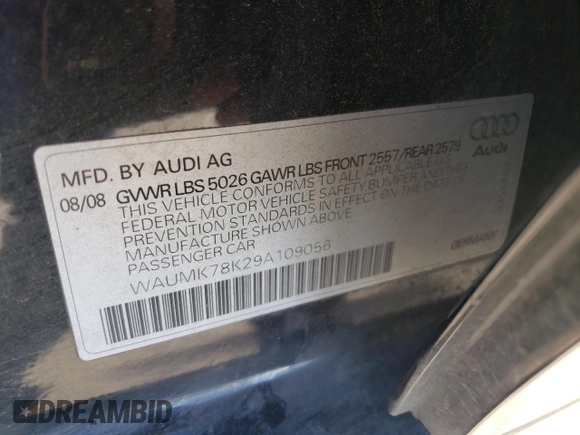 MFD. BY AUDI AG
08/08 GVWR LBS 5026 GAWR LBS FRONT 2557/REAR 2579
THIS VEHICLE CONFORMS TO ALL APPLICABLE U.S.
FEDERAL MOTOR VEHICLE SAFETY BUMPER AND THEFT
PREVENTION STANDARDS IN EFFECT ON THE DATE OF
MANUFACTURE SHOWN ABOVE
PASSENGER CAR
WAUMK78K29A109056
GERMANY
Audi
DREAMBID